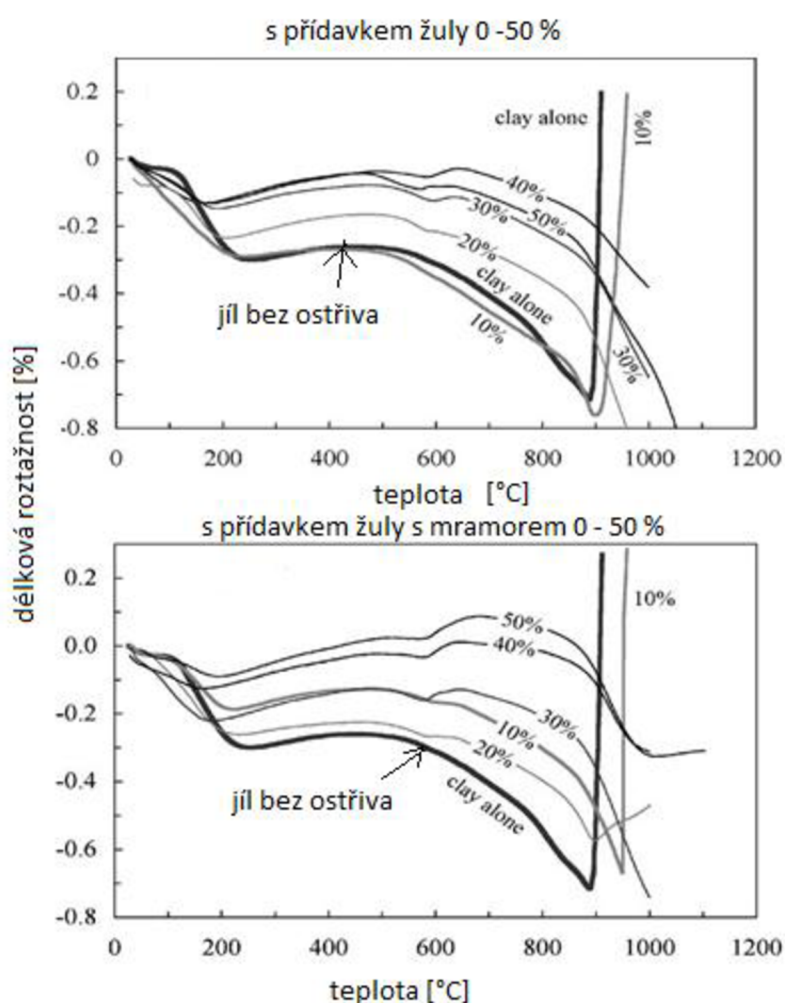 s přídavkem žuly 0 -50 %
0.2
0
-0.2
-0.4
-0.6
-0.8
clay alone
10%
40%
50%
30%
20%
clay alone
jíl bez ostřiva
10%
30%
0 200 400 600 800 1000 1200
teplota [°C]
délková roztažnost [%]
s přídavkem žuly s mramorem 0 - 50 %
0.2
0.0
-0.2
-0.4
-0.6
-0.8
10%
50%
40%
30%
10%
20%
jíl bez ostřiva
clay alone
0 200 400 600 800 1000 1200
teplota [°C]